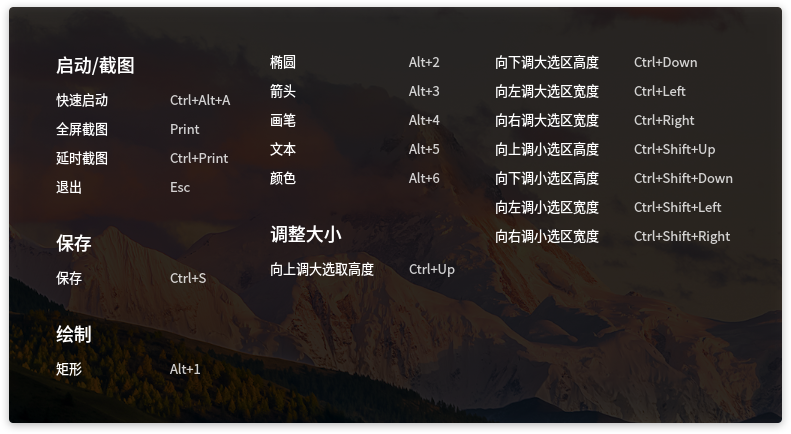 启动/截图
快速启动 Ctrl+Alt+A
全屏截图 Print
延时截图 Ctrl+Print
退出 Esc
保存
保存 Ctrl+S
绘制
矩形 Alt+1
椭圆 Alt+2
箭头 Alt+3
画笔 Alt+4
文本 Alt+5
颜色 Alt+6
调整大小
向上调大选取高度 Ctrl+Up
向下调大选区高度 Ctrl+Down
向左调大选区宽度 Ctrl+Left
向右调大选区宽度 Ctrl+Right
向上调小选区高度 Ctrl+Shift+Up
向下调小选区高度 Ctrl+Shift+Down
向左调小选区宽度 Ctrl+Shift+Left
向右调小选区宽度 Ctrl+Shift+Right